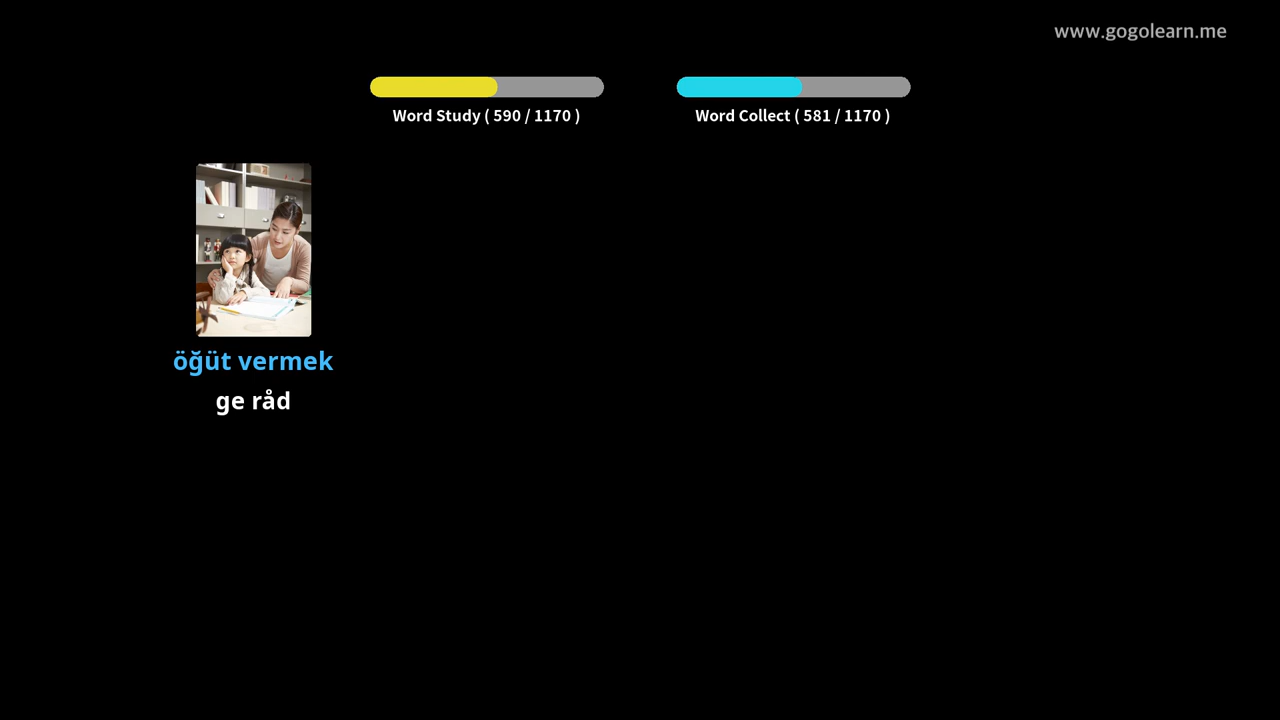 www.gogolearn.me
Word Study ( 590 / 1170 )
Word Collect ( 581 / 1170 )
öğüt vermek
ge råd